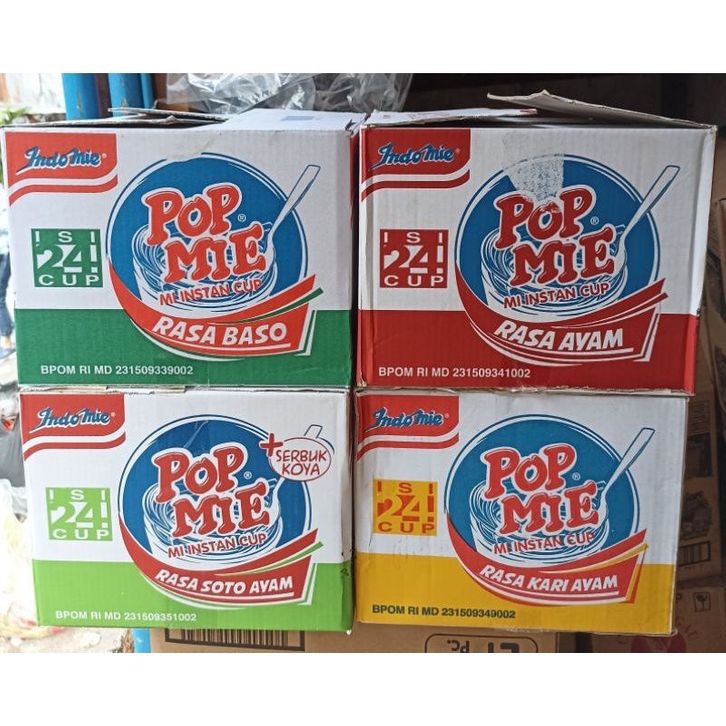 Indomie®
ISI
24!
CUP
POP
MIE®
MI INSTAN CUP
RASA BASO
BPOM RI MD 231509339002
Indomie®
ISI
24!
CUP
POP
MIE®
MI INSTAN CUP
RASA AYAM
BPOM RI MD 231509341002
Indomie®
ISI
24!
CUP
+SERBUK
KOYA
POP
MIE®
MI INSTAN CUP
RASA SOTO AYAM
BPOM RI MD 231509351002
Indomie®
ISI
24!
CUP
POP
MIE®
MI INSTAN CUP
RASA KARI AYAM
BPOM RI MD 231509349002